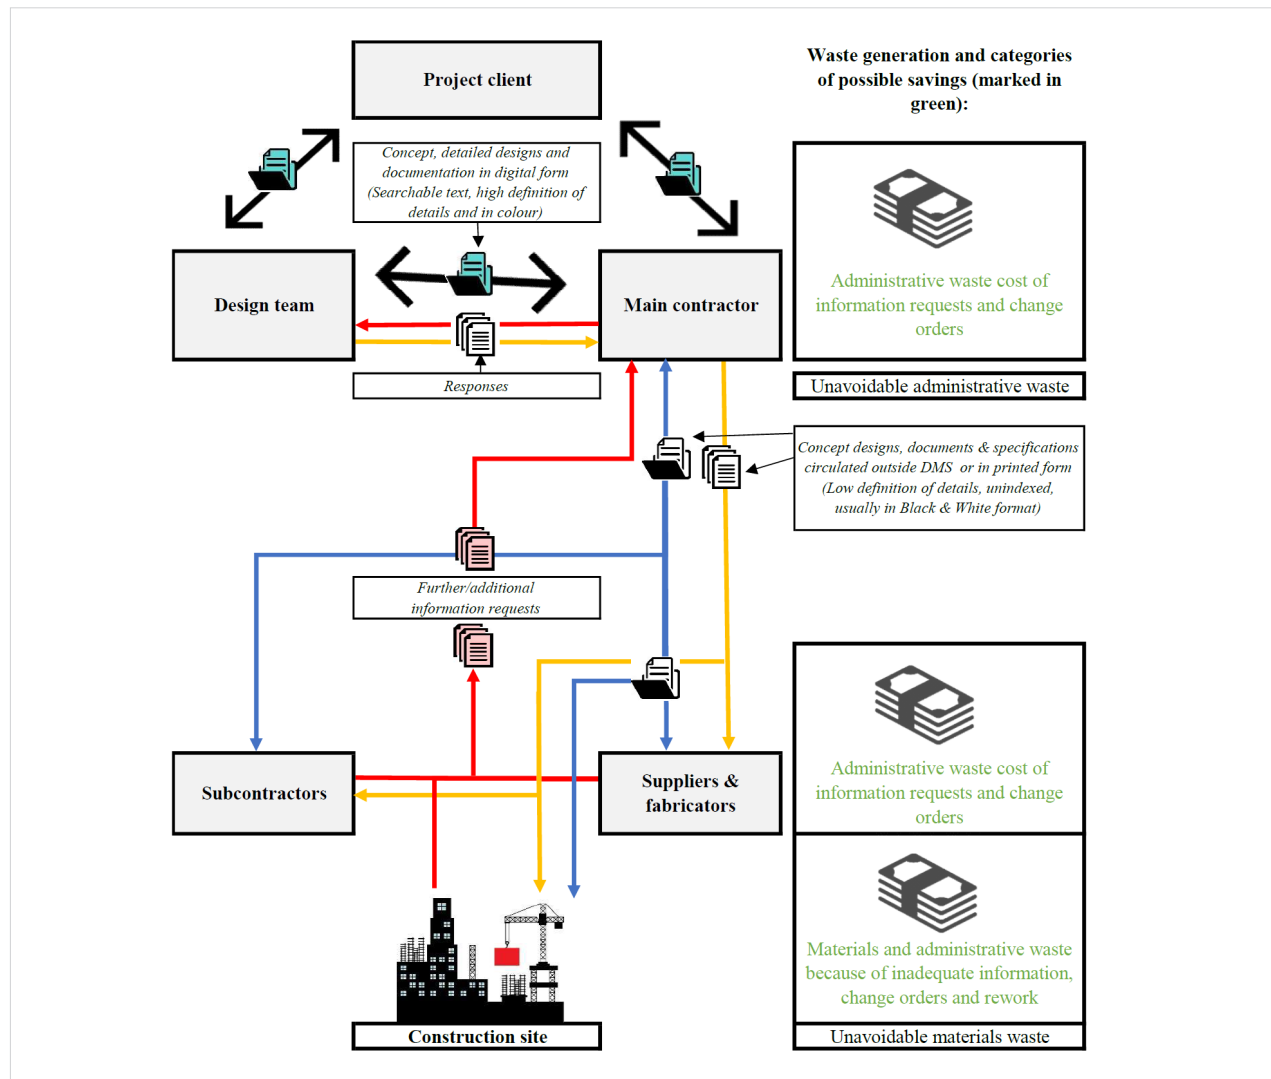 Project client
Waste generation and categories
of possible savings (marked in
green):
Concept, detailed designs and
documentation in digital form
(Searchable text, high definition of
details and in colour)
Design team
Main contractor
Administrative waste cost of
information requests and change
orders
Responses
Unavoidable administrative waste
Concept designs, documents & specifications
circulated outside DMS or in printed form
(Low definition of details, unindexed,
usually in Black & White format)
Further/additional
information requests
Subcontractors
Suppliers &
fabricators
Administrative waste cost of
information requests and change
orders
Materials and administrative waste
because of inadequate information,
change orders and rework
Construction site
Unavoidable materials waste